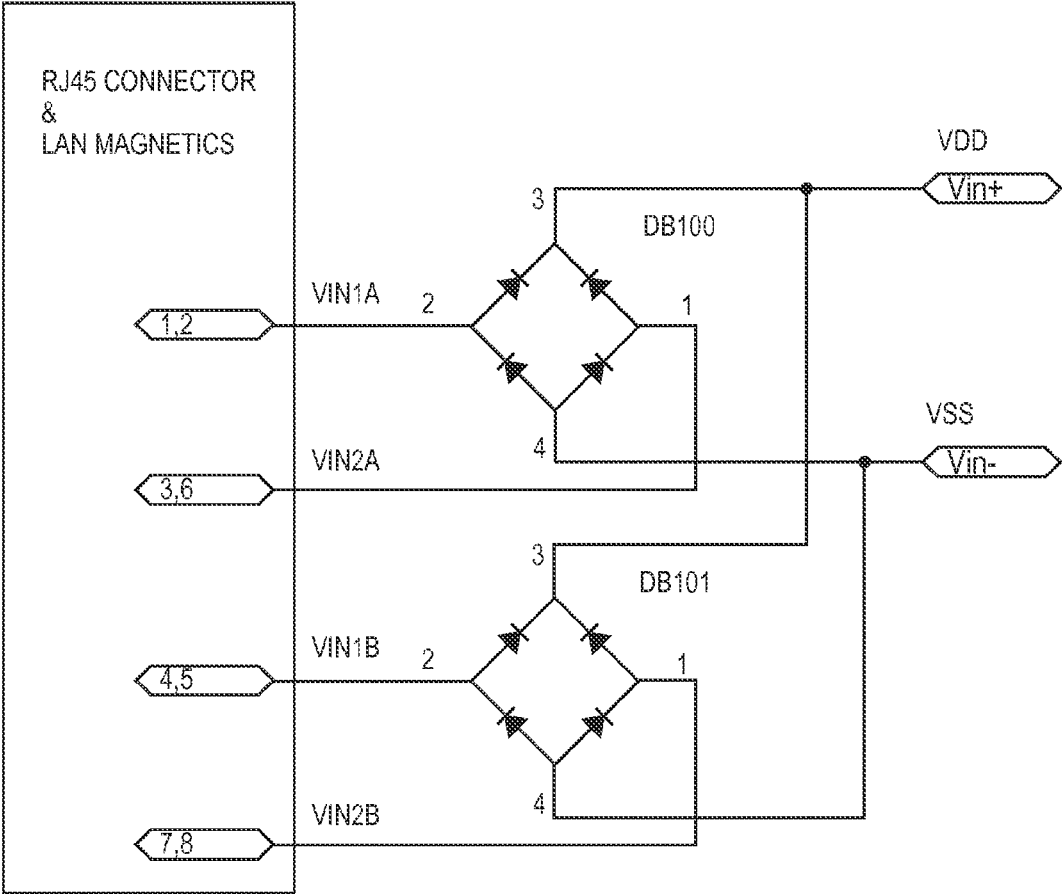 RJ45 CONNECTOR
&
LAN MAGNETICS
VDD
Vin+
3
DB100
VIN1A
2
1
1,2
VSS
Vin-
4
VIN2A
3,6
3
DB101
VIN1B
2
1
4,5
4
VIN2B
7,8